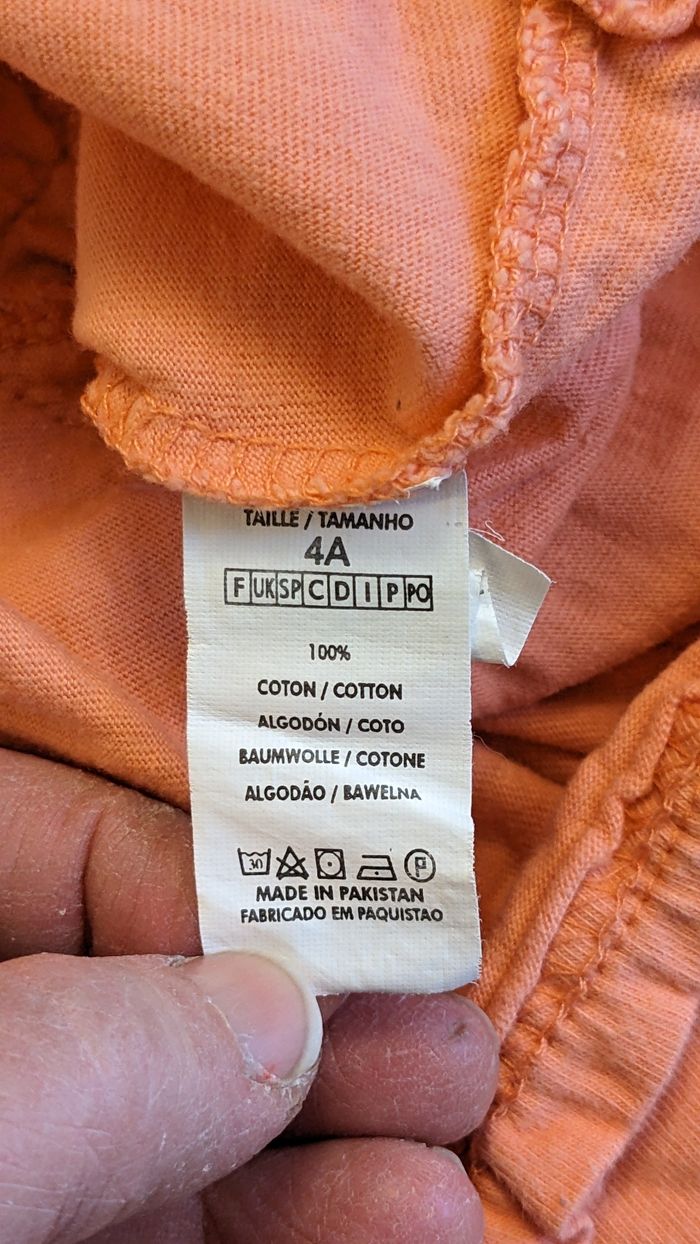 TAILLE / TAMANHO
4A
F UK SP C D I P PO
100%
COTON / COTTON
ALGODÓN / COTO
BAUMWOLLE / COTONE
ALGODÃO / BAWELNA
30 P
MADE IN PAKISTAN
FABRICADO EM PAQUISTAO